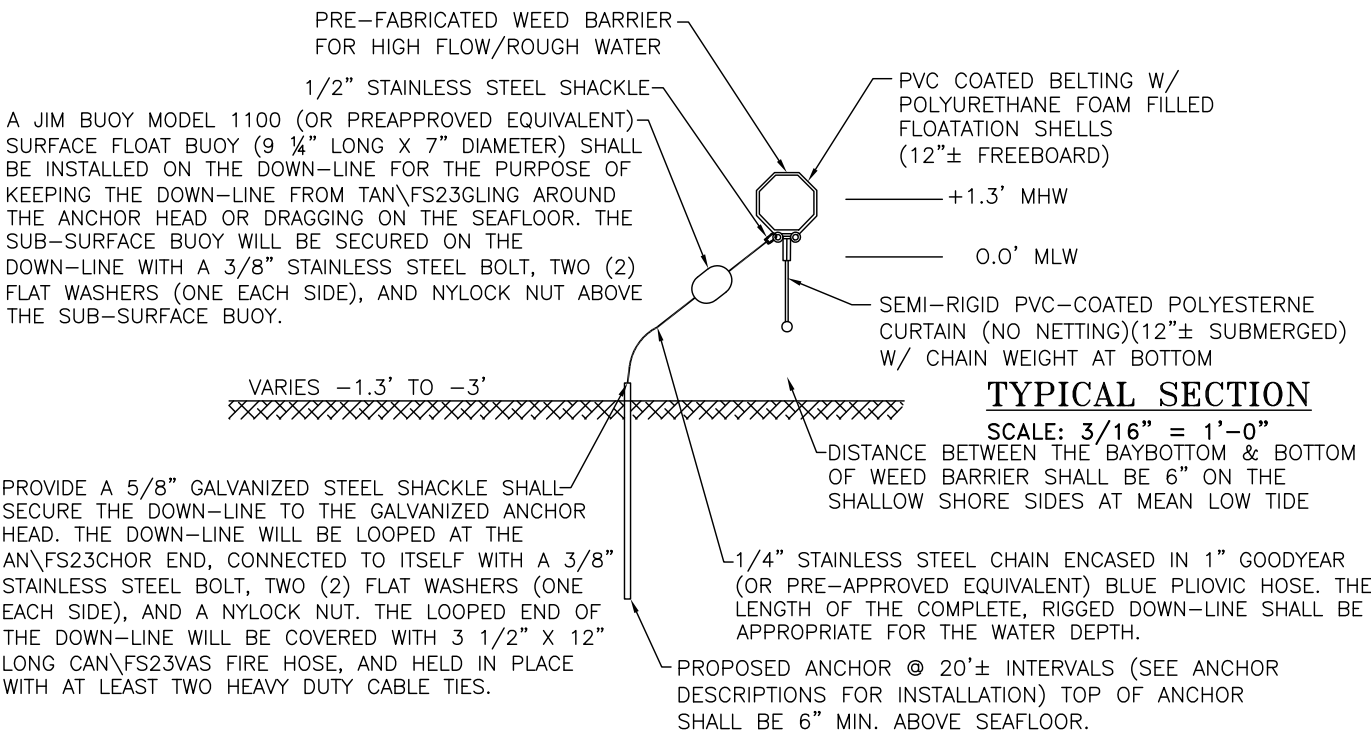 PRE-FABRICATED WEED BARRIER
FOR HIGH FLOW/ROUGH WATER
1/2" STAINLESS STEEL SHACKLE
A JIM BUOY MODEL 1100 (OR PREAPPROVED EQUIVALENT)
SURFACE FLOAT BUOY (9 ¼" LONG X 7" DIAMETER) SHALL
BE INSTALLED ON THE DOWN-LINE FOR THE PURPOSE OF
KEEPING THE DOWN-LINE FROM TAN\FS23GLING AROUND
THE ANCHOR HEAD OR DRAGGING ON THE SEAFLOOR. THE
SUB-SURFACE BUOY WILL BE SECURED ON THE
DOWN-LINE WITH A 3/8" STAINLESS STEEL BOLT, TWO (2)
FLAT WASHERS (ONE EACH SIDE), AND NYLOCK NUT ABOVE
THE SUB-SURFACE BUOY.
PVC COATED BELTING W/
POLYURETHANE FOAM FILLED
FLOATATION SHELLS
(12"± FREEBOARD)
+1.3' MHW
0.0' MLW
SEMI-RIGID PVC-COATED POLYESTERNE
CURTAIN (NO NETTING)(12"± SUBMERGED)
W/ CHAIN WEIGHT AT BOTTOM
VARIES -1.3' TO -3'
TYPICAL SECTION
SCALE: 3/16" = 1'-0"
DISTANCE BETWEEN THE BAYBOTTOM & BOTTOM
OF WEED BARRIER SHALL BE 6" ON THE
SHALLOW SHORE SIDES AT MEAN LOW TIDE
PROVIDE A 5/8" GALVANIZED STEEL SHACKLE SHALL
SECURE THE DOWN-LINE TO THE GALVANIZED ANCHOR
HEAD. THE DOWN-LINE WILL BE LOOPED AT THE
AN\FS23CHOR END, CONNECTED TO ITSELF WITH A 3/8"
STAINLESS STEEL BOLT, TWO (2) FLAT WASHERS (ONE
EACH SIDE), AND A NYLOCK NUT. THE LOOPED END OF
THE DOWN-LINE WILL BE COVERED WITH 3 1/2" X 12"
LONG CAN\FS23VAS FIRE HOSE, AND HELD IN PLACE
WITH AT LEAST TWO HEAVY DUTY CABLE TIES.
1/4" STAINLESS STEEL CHAIN ENCASED IN 1" GOODYEAR
(OR PRE-APPROVED EQUIVALENT) BLUE PLIOVIC HOSE. THE
LENGTH OF THE COMPLETE, RIGGED DOWN-LINE SHALL BE
APPROPRIATE FOR THE WATER DEPTH.
PROPOSED ANCHOR @ 20'± INTERVALS (SEE ANCHOR
DESCRIPTIONS FOR INSTALLATION) TOP OF ANCHOR
SHALL BE 6" MIN. ABOVE SEAFLOOR.